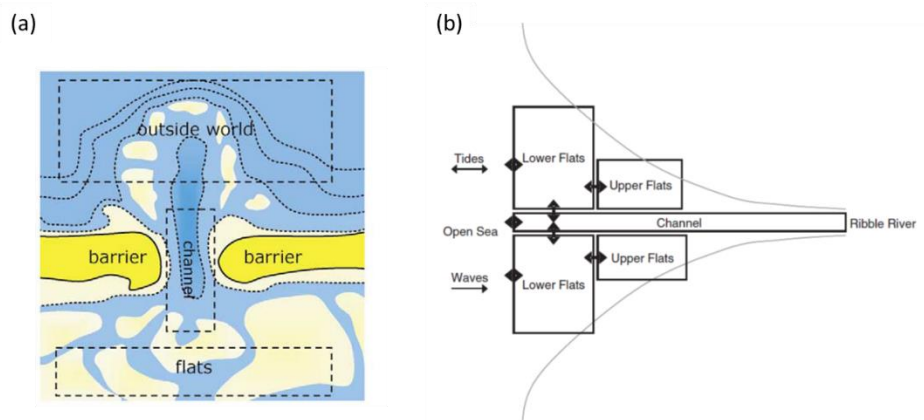 (a)
outside world
barrier
channel
barrier
flats
(b)
Lower Flats
Tides
Upper Flats
Channel
Ribble River
Open Sea
Upper Flats
Waves
Lower Flats